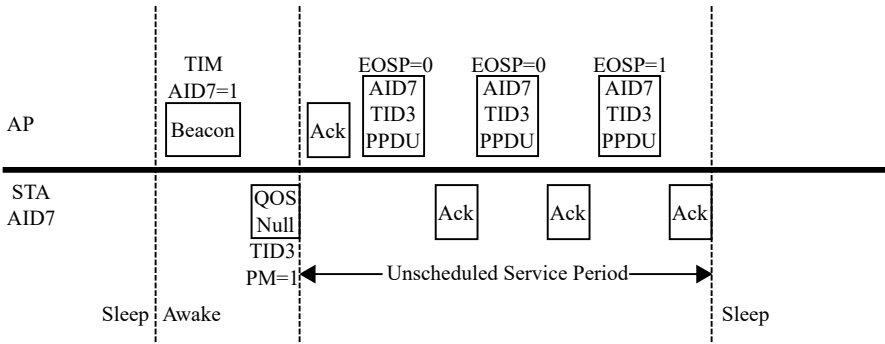 TIM
AID7=1
EOSP=0
EOSP=0
EOSP=1
AP
Beacon
Ack
AID7
TID3
PPDU
AID7
TID3
PPDU
AID7
TID3
PPDU
STA
AID7
QOS
Null
TID3
PM=1
Ack
Ack
Ack
Unscheduled Service Period
Sleep
Awake
Sleep